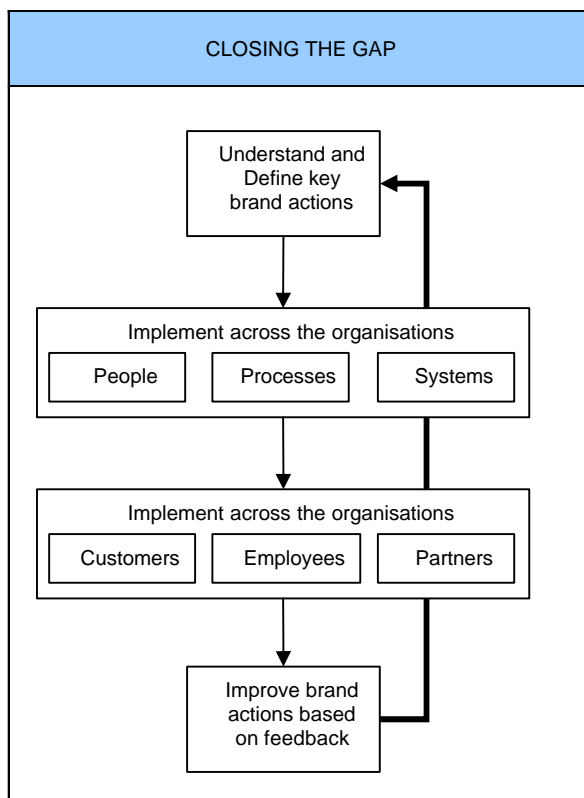 CLOSING THE GAP
Understand and
Define key
brand actions
Implement across the organisations
People
Processes
Systems
Implement across the organisations
Customers
Employees
Partners
Improve brand
actions based
on feedback